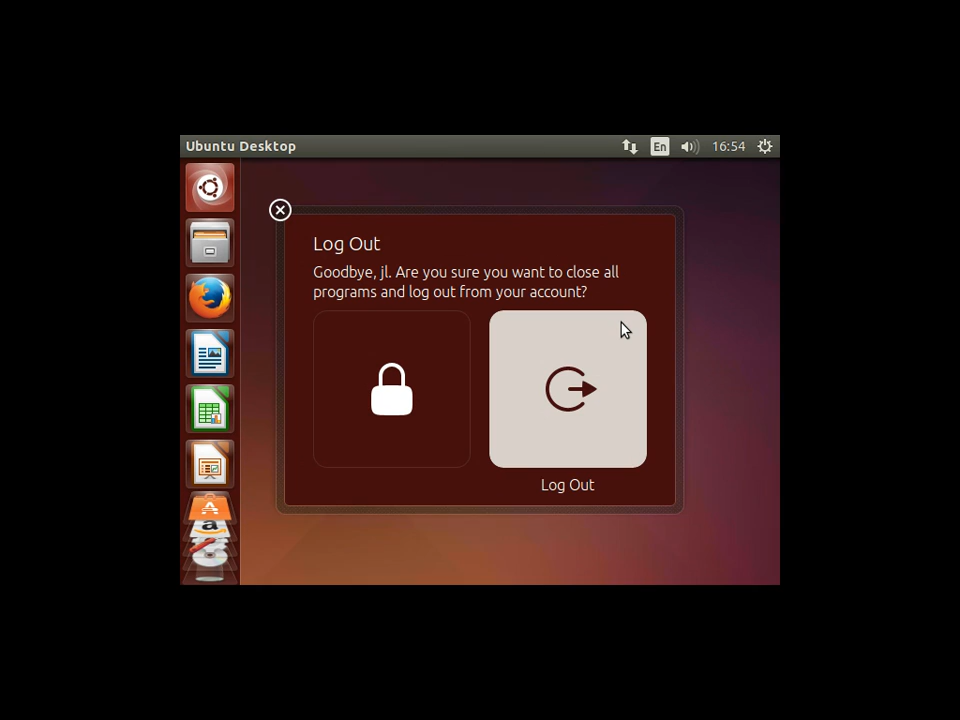 Ubuntu Desktop
En
16:54
Log Out
Goodbye, jl. Are you sure you want to close all
programs and log out from your account?
Log Out